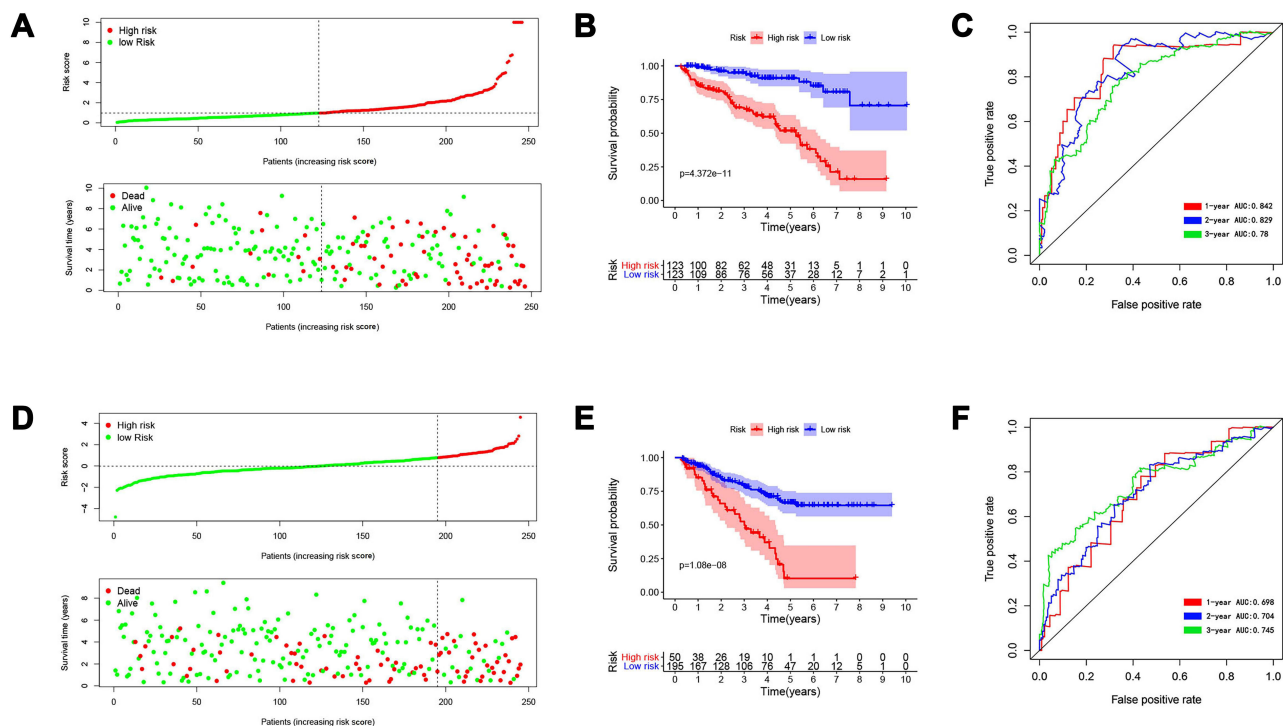 A
High risk
low Risk
Risk score
0 2 4 6 8 10
0 50 100 150 200 250
Patients (increasing risk score)
Dead
Alive
Survival time (years)
0 2 4 6 8 10
0 50 100 150 200 250
Patients (increasing risk score)
B
Risk High risk Low risk
Survival probability
1.00
0.75
0.50
0.25
0.00
p=4.372e-11
0 1 2 3 4 5 6 7 8 9 10
Time(years)
Risk
High risk 123 100 82 62 48 31 13 5 1 1 0
Low risk 123 109 86 76 56 37 28 12 7 2 1
0 1 2 3 4 5 6 7 8 9 10
Time(years)
C
True positive rate
1.0
0.8
0.6
0.4
0.2
0.0
1-year AUC:0.842
2-year AUC:0.829
3-year AUC:0.78
0.0 0.2 0.4 0.6 0.8 1.0
False positive rate
D
High risk
low Risk
Risk score
-4 -2 0 2 4
0 50 100 150 200 250
Patients (increasing risk score)
Dead
Alive
Survival time (years)
0 2 4 6 8
0 50 100 150 200 250
Patients (increasing risk score)
E
Risk High risk Low risk
Survival probability
1.00
0.75
0.50
0.25
0.00
p=1.08e-08
0 1 2 3 4 5 6 7 8 9 10
Time(years)
Risk
High risk 50 38 26 19 10 1 1 1 0 0 0
Low risk 195 167 128 106 76 47 20 12 5 1 0
0 1 2 3 4 5 6 7 8 9 10
Time(years)
F
True positive rate
1.0
0.8
0.6
0.4
0.2
0.0
1-year AUC:0.698
2-year AUC:0.704
3-year AUC:0.745
0.0 0.2 0.4 0.6 0.8 1.0
False positive rate